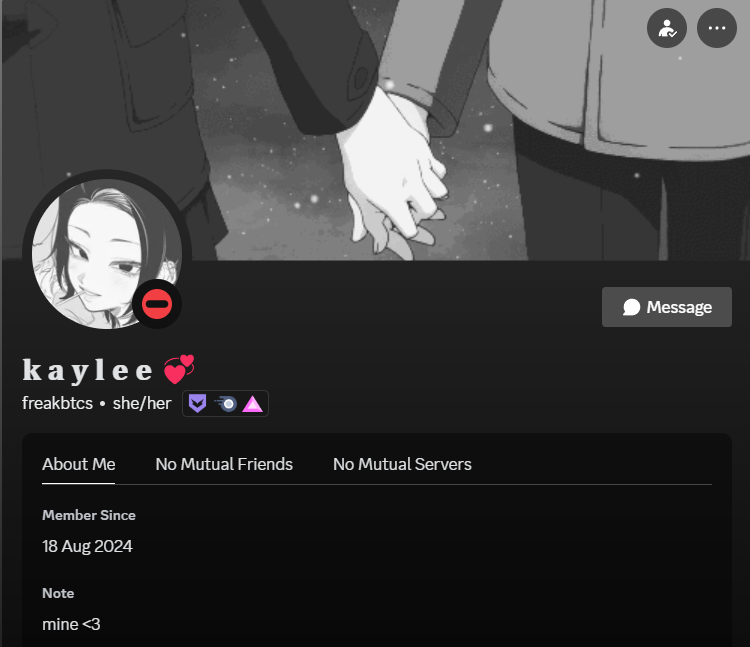 Message
kaylee 💞
freakbtcs • she/her
About Me No Mutual Friends No Mutual Servers
Member Since
18 Aug 2024
Note
mine <3